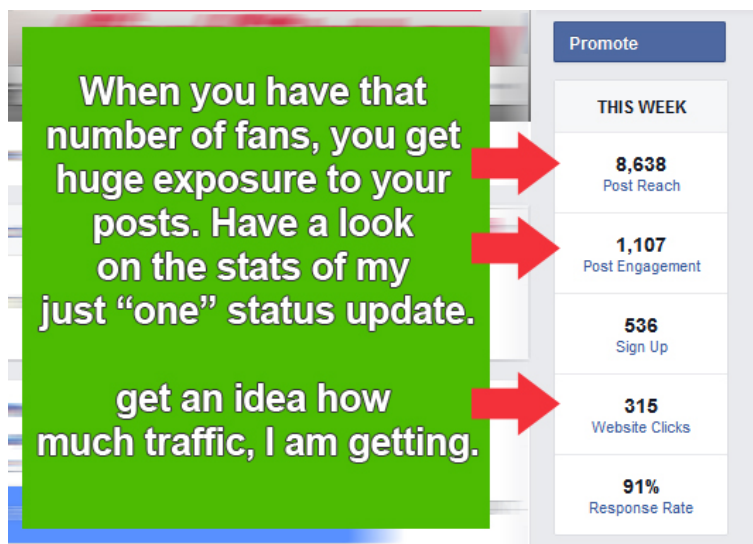 When you have that
number of fans, you get
huge exposure to your
posts. Have a look
on the stats of my
just “one” status update.
get an idea how
much traffic, I am getting.
Promote
THIS WEEK
8,638
Post Reach
1,107
Post Engagement
536
Sign Up
315
Website Clicks
91%
Response Rate